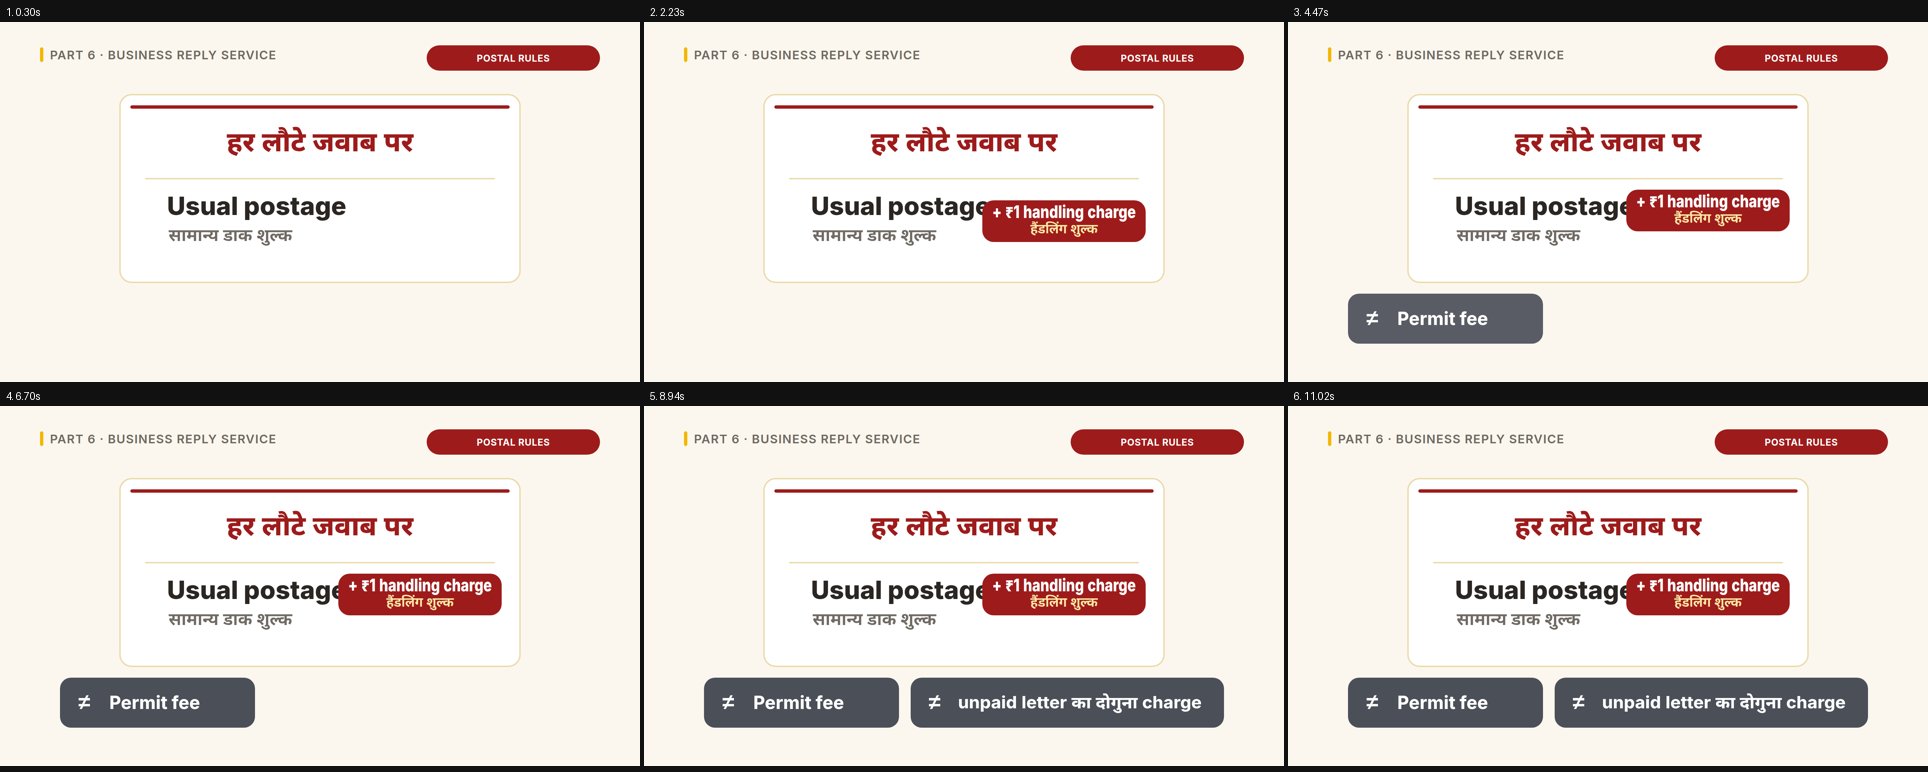 1. 0.30s
PART 6 · BUSINESS REPLY SERVICE
POSTAL RULES
हर लौटे जवाब पर
Usual postage
सामान्य डाक शुल्क
2. 2.23s
PART 6 · BUSINESS REPLY SERVICE
POSTAL RULES
हर लौटे जवाब पर
Usual postage
+ ₹1 handling charge
हैंडलिंग शुल्क
सामान्य डाक शुल्क
3. 4.47s
PART 6 · BUSINESS REPLY SERVICE
POSTAL RULES
हर लौटे जवाब पर
Usual postage
+ ₹1 handling charge
हैंडलिंग शुल्क
सामान्य डाक शुल्क
≠ Permit fee
4. 6.70s
PART 6 · BUSINESS REPLY SERVICE
POSTAL RULES
हर लौटे जवाब पर
Usual postage
+ ₹1 handling charge
हैंडलिंग शुल्क
सामान्य डाक शुल्क
≠ Permit fee
5. 8.94s
PART 6 · BUSINESS REPLY SERVICE
POSTAL RULES
हर लौटे जवाब पर
Usual postage
+ ₹1 handling charge
हैंडलिंग शुल्क
सामान्य डाक शुल्क
≠ Permit fee
≠ unpaid letter का दोगुना charge
6. 11.02s
PART 6 · BUSINESS REPLY SERVICE
POSTAL RULES
हर लौटे जवाब पर
Usual postage
+ ₹1 handling charge
हैंडलिंग शुल्क
सामान्य डाक शुल्क
≠ Permit fee
≠ unpaid letter का दोगुना charge